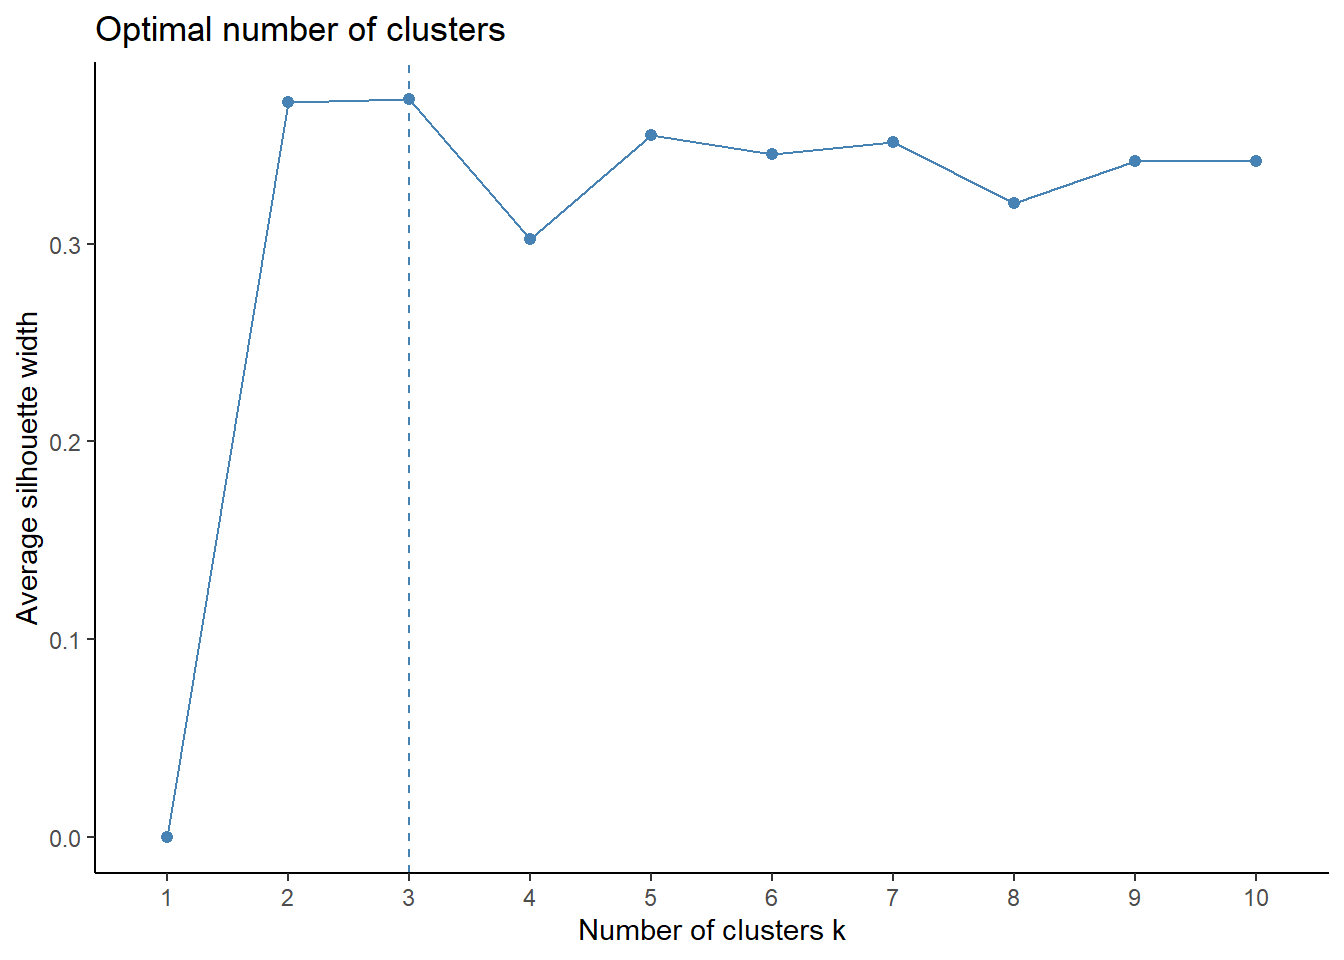 Optimal number of clusters
Average silhouette width
0.3
0.2
0.1
0.0
1 2 3 4 5 6 7 8 9 10
Number of clusters k